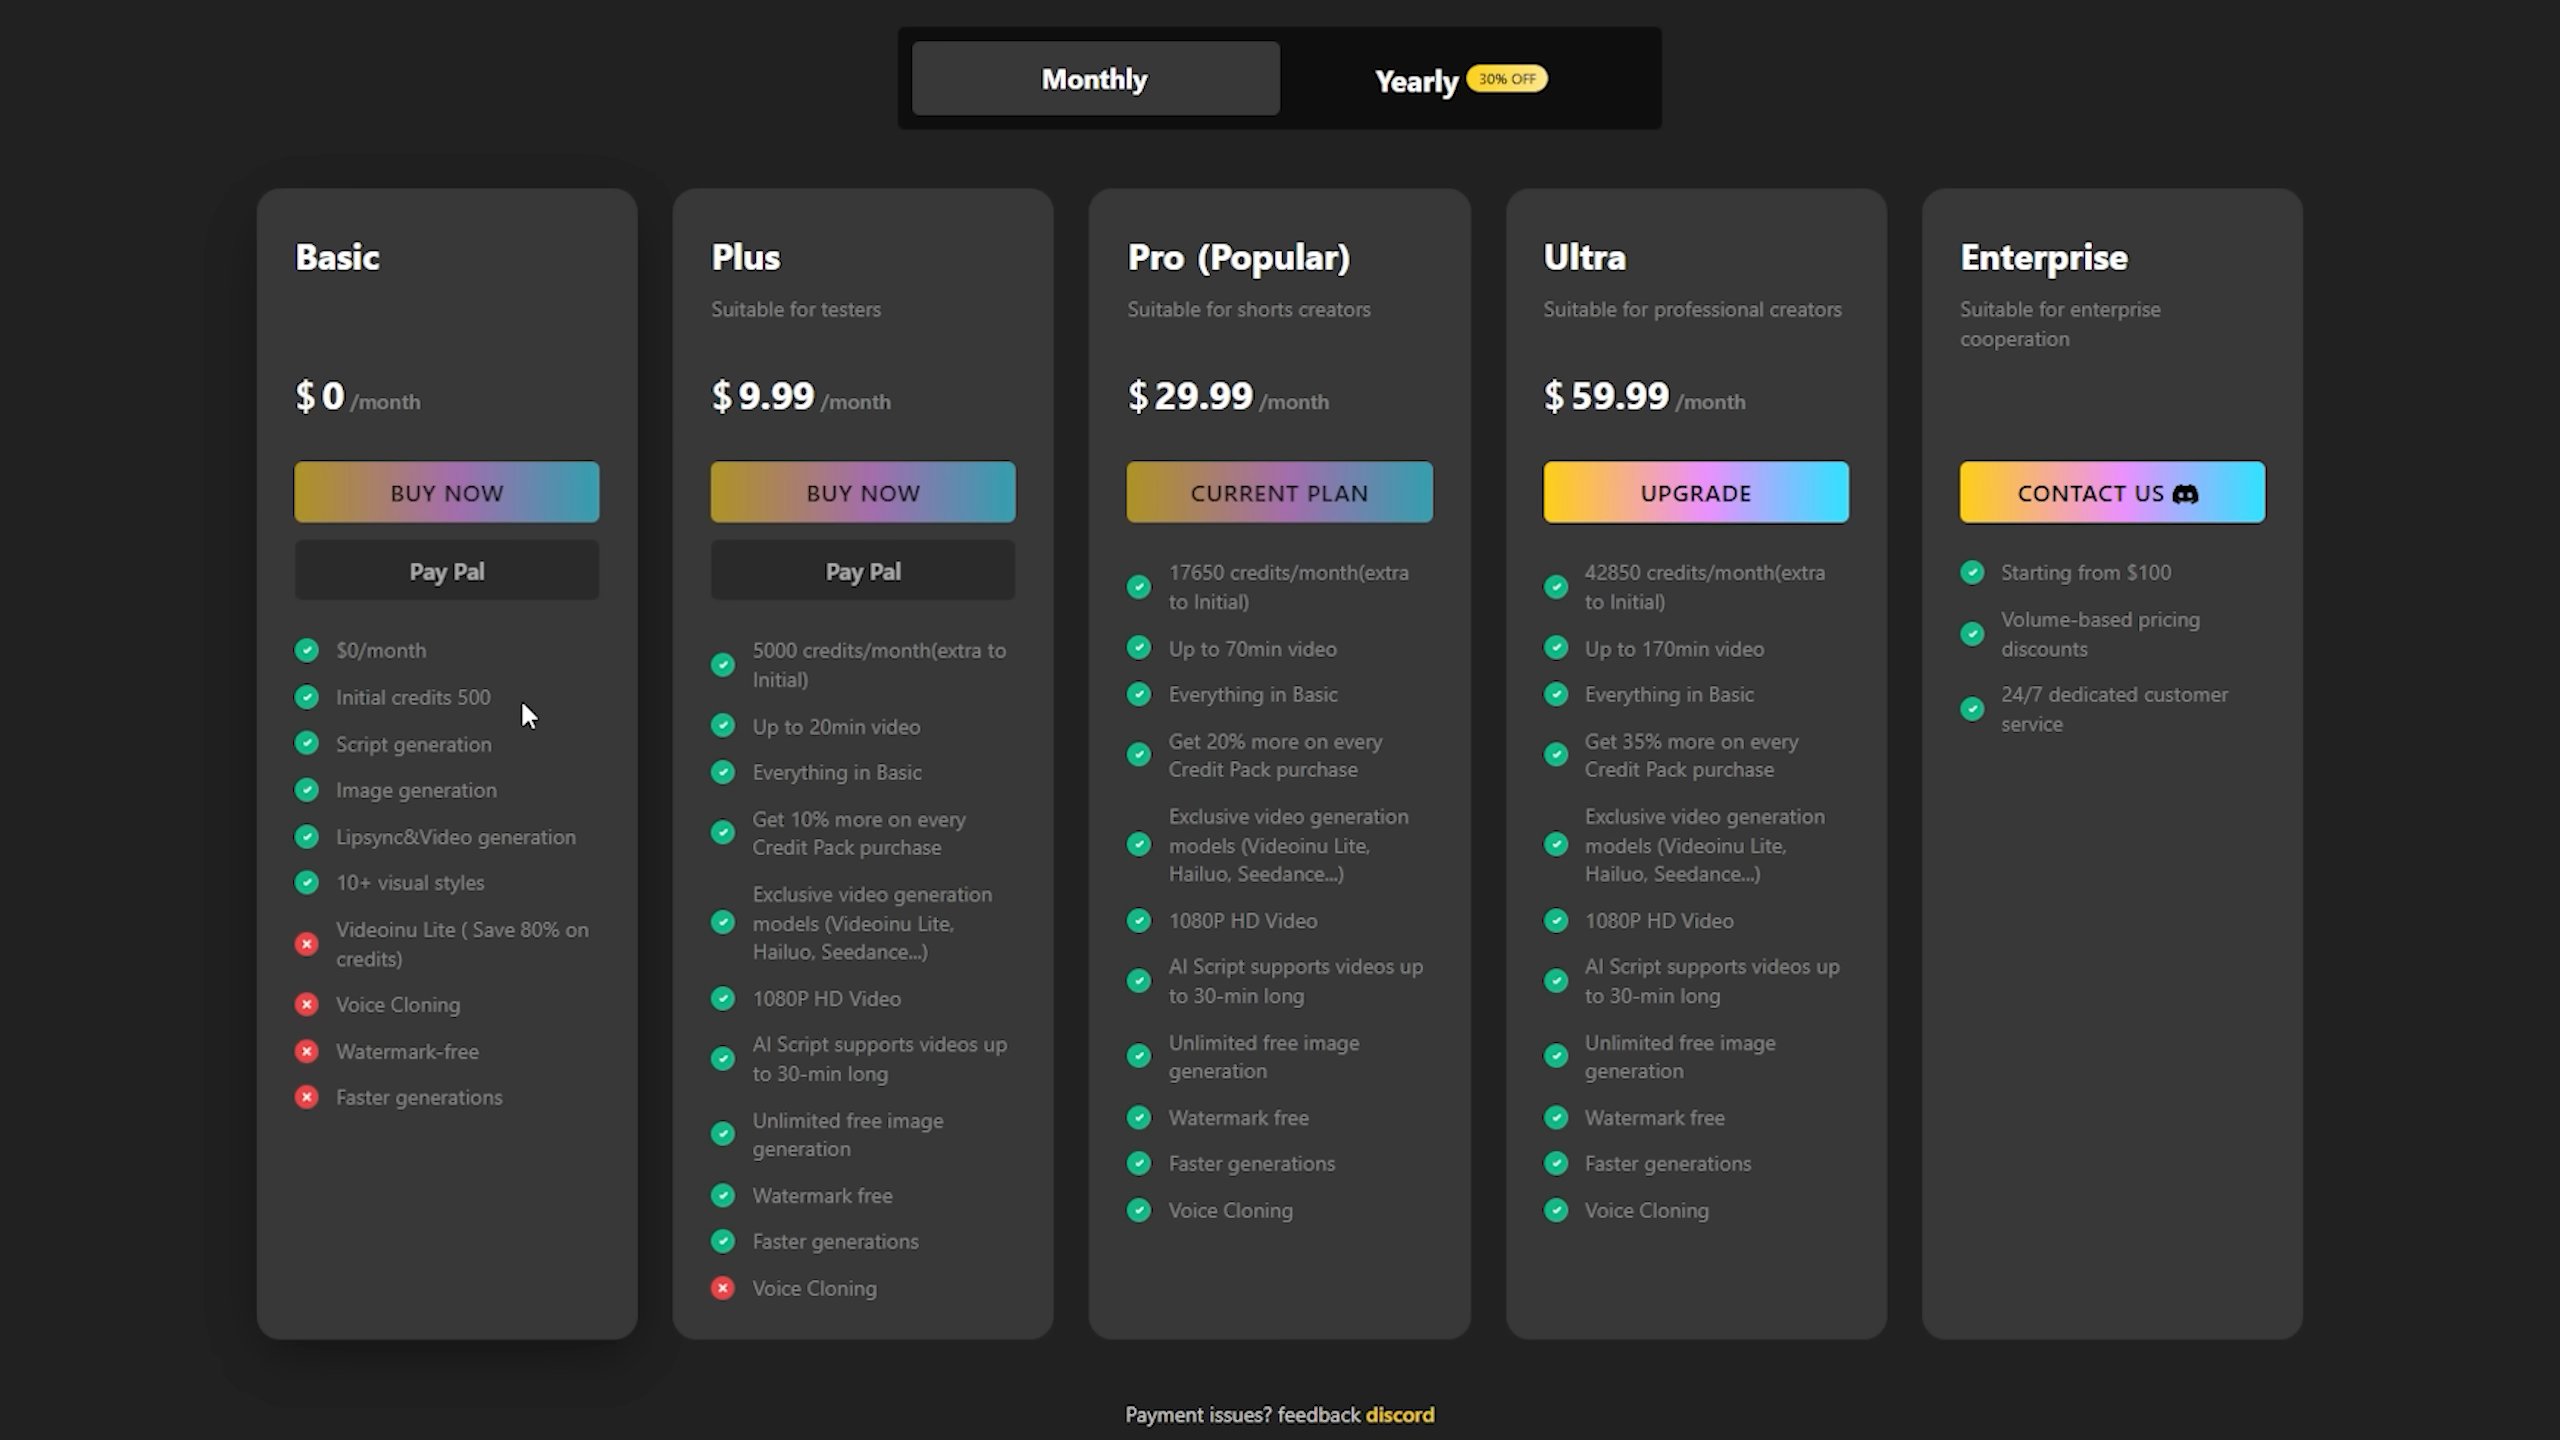 Monthly
Yearly 30% OFF
Basic
$ 0 /month
BUY NOW
Pay Pal
$0/month
Initial credits 500
Script generation
Image generation
Lipsync&Video generation
10+ visual styles
Videoinu Lite ( Save 80% on
credits)
Voice Cloning
Watermark-free
Faster generations
Plus
Suitable for testers
$ 9.99 /month
BUY NOW
Pay Pal
5000 credits/month(extra to
Initial)
Up to 20min video
Everything in Basic
Get 10% more on every
Credit Pack purchase
Exclusive video generation
models (Videoinu Lite,
Hailuo, Seedance...)
1080P HD Video
AI Script supports videos up
to 30-min long
Unlimited free image
generation
Watermark free
Faster generations
Voice Cloning
Pro (Popular)
Suitable for shorts creators
$ 29.99 /month
CURRENT PLAN
17650 credits/month(extra
to Initial)
Up to 70min video
Everything in Basic
Get 20% more on every
Credit Pack purchase
Exclusive video generation
models (Videoinu Lite,
Hailuo, Seedance...)
1080P HD Video
AI Script supports videos up
to 30-min long
Unlimited free image
generation
Watermark free
Faster generations
Voice Cloning
Ultra
Suitable for professional creators
$ 59.99 /month
UPGRADE
42850 credits/month(extra
to Initial)
Up to 170min video
Everything in Basic
Get 35% more on every
Credit Pack purchase
Exclusive video generation
models (Videoinu Lite,
Hailuo, Seedance...)
1080P HD Video
AI Script supports videos up
to 30-min long
Unlimited free image
generation
Watermark free
Faster generations
Voice Cloning
Enterprise
Suitable for enterprise
cooperation
CONTACT US
Starting from $100
Volume-based pricing
discounts
24/7 dedicated customer
service
Payment issues? feedback discord